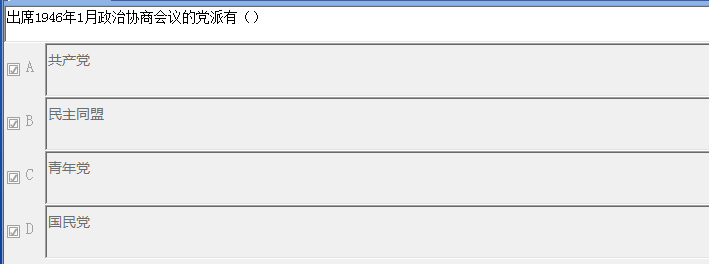 出席1946年1月政治协商会议的党派有（）
A 共产党
B 民主同盟
C 青年党
D 国民党